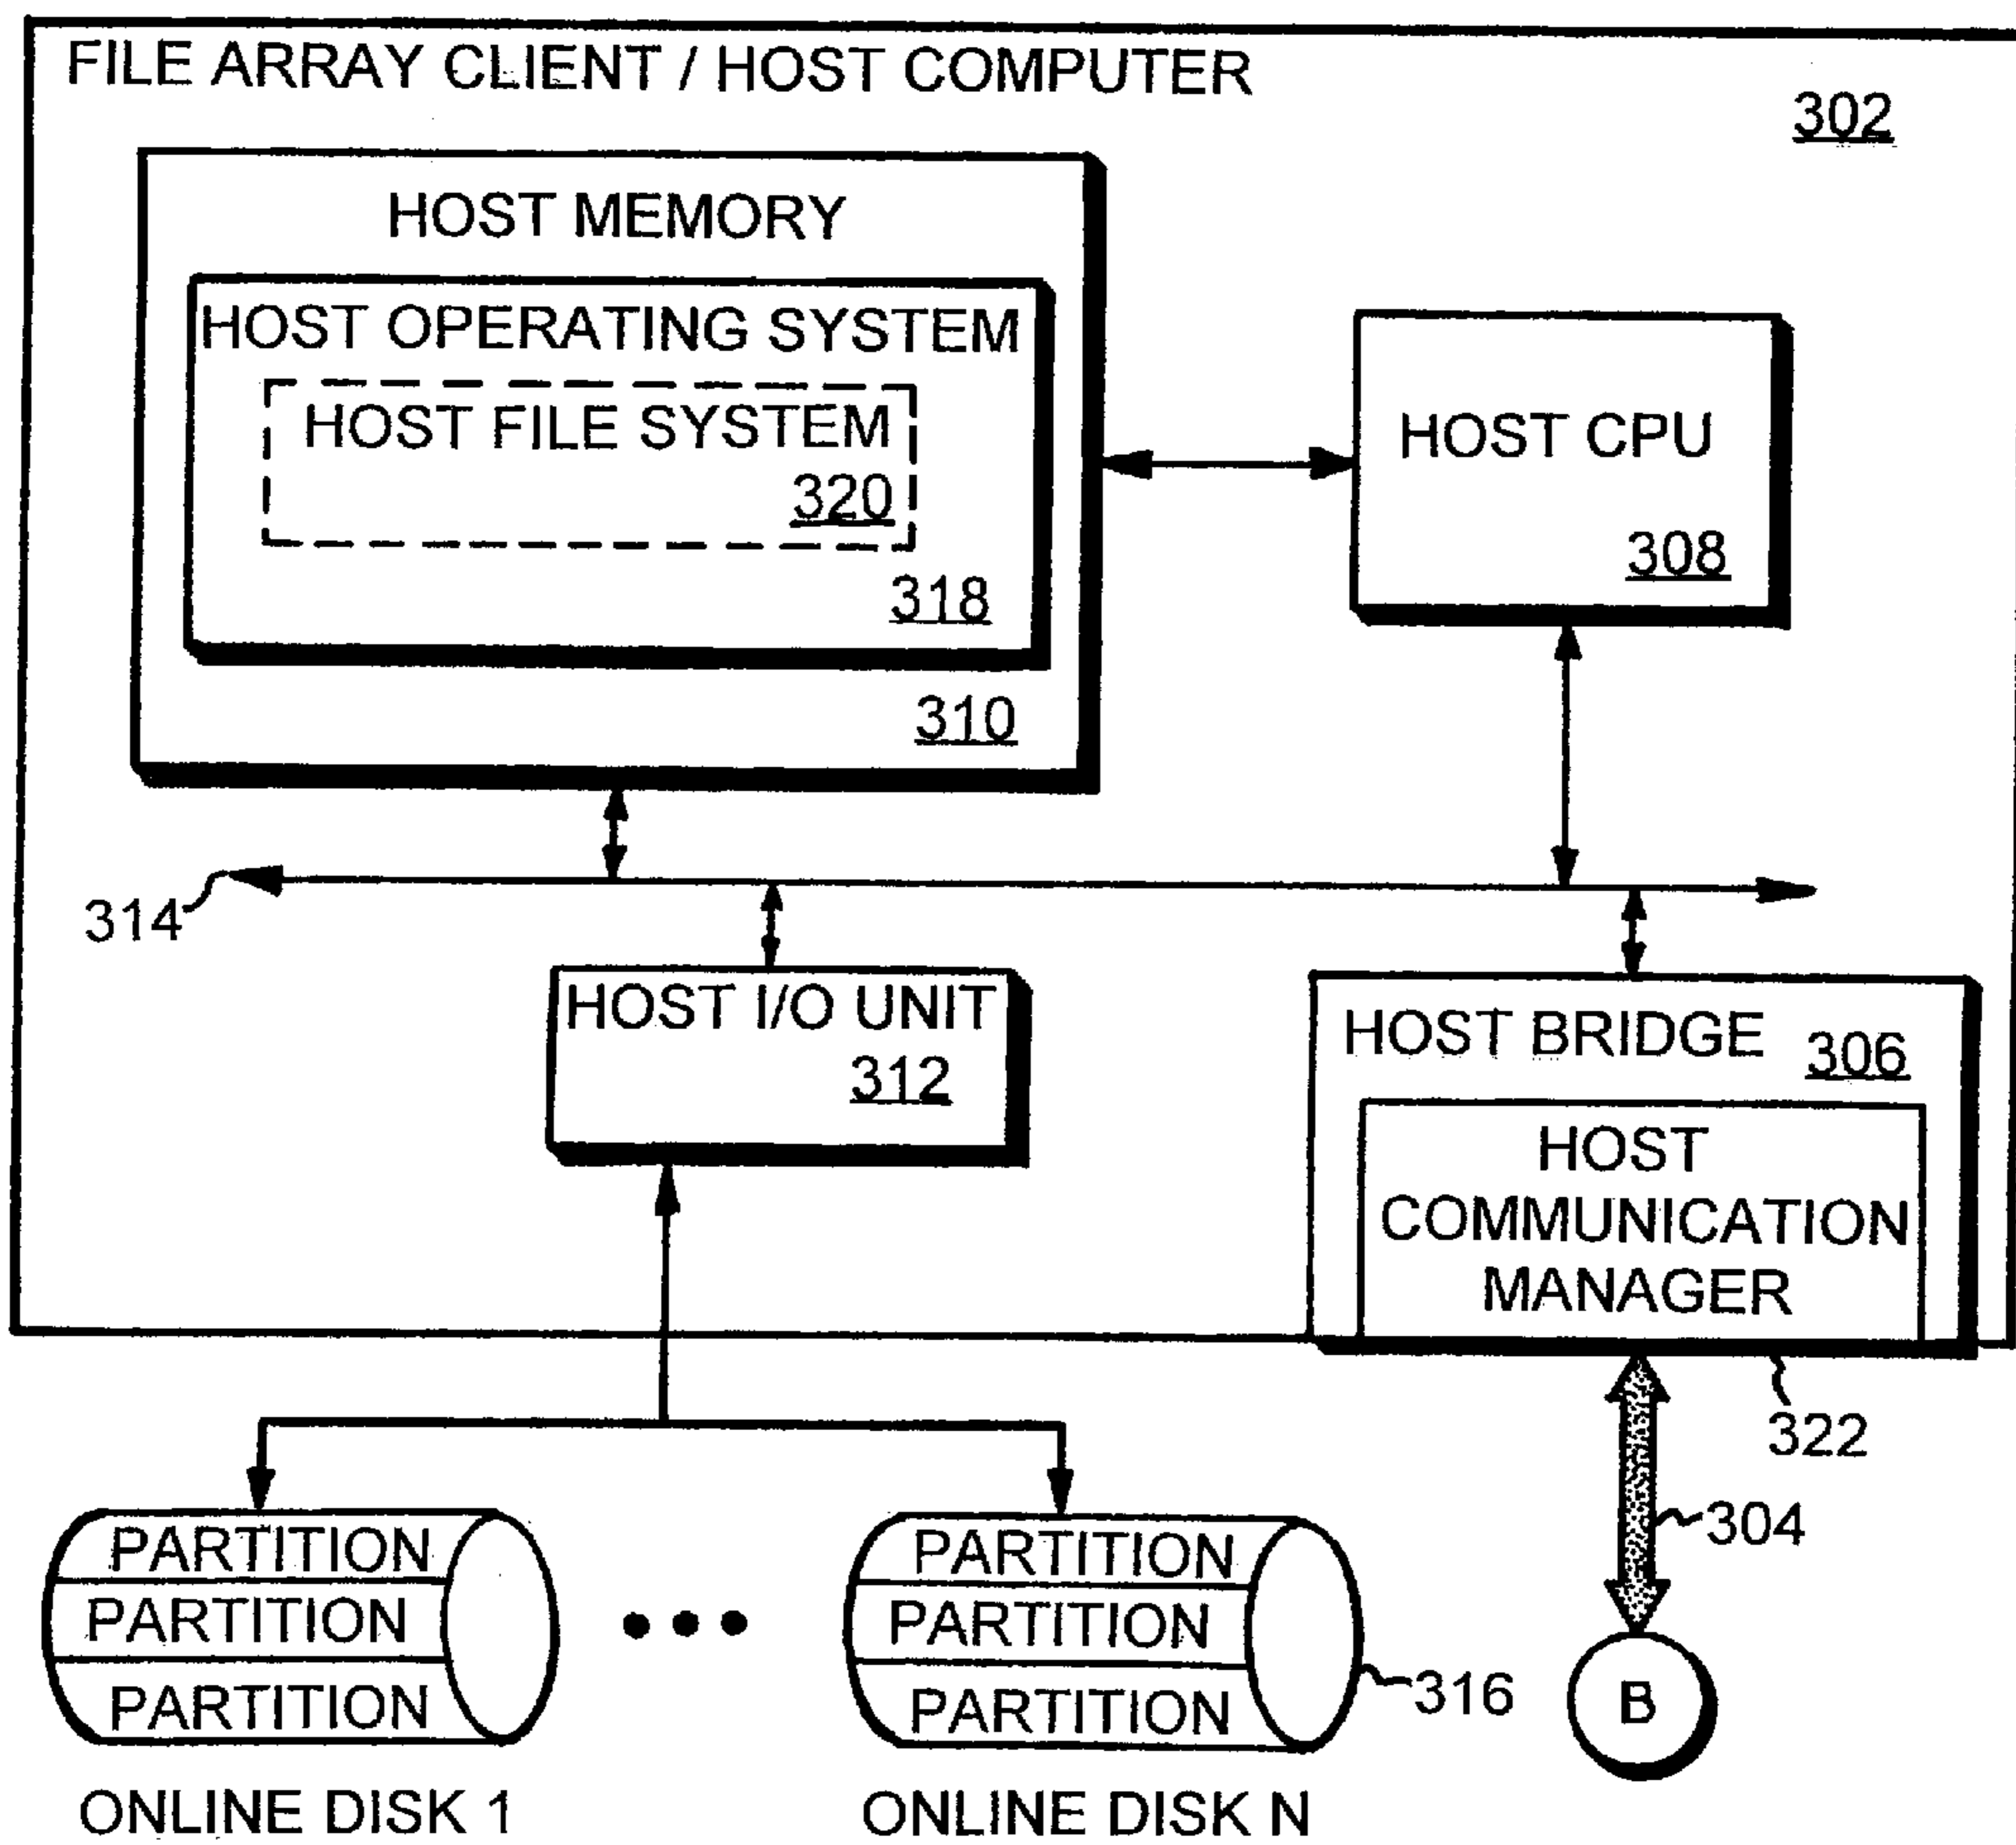 FILE ARRAY CLIENT / HOST COMPUTER
302
HOST MEMORY
HOST OPERATING SYSTEM
HOST FILE SYSTEM
320
318
310
HOST CPU
308
314
HOST I/O UNIT
312
HOST BRIDGE 306
HOST
COMMUNICATION
MANAGER
322
304
PARTITION
PARTITION
PARTITION
PARTITION
PARTITION
PARTITION
316
B
ONLINE DISK 1
ONLINE DISK N